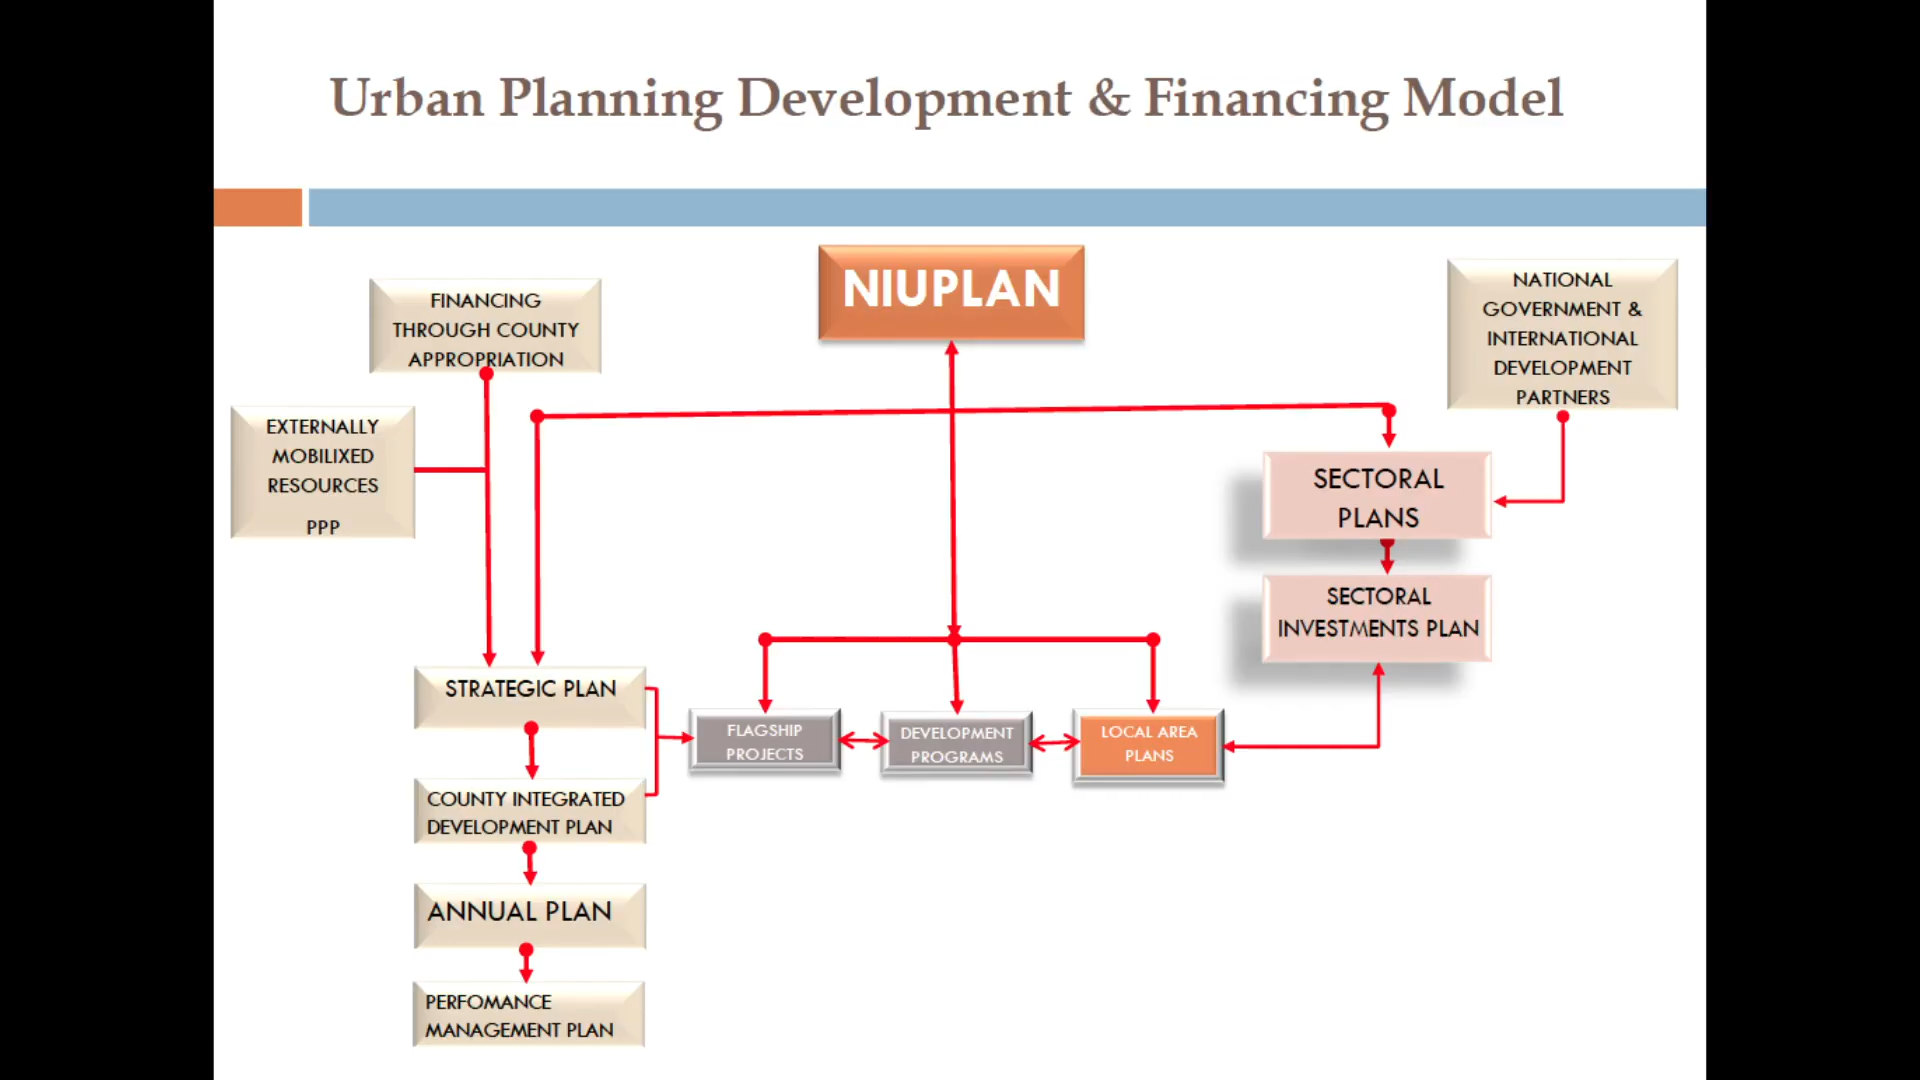 Urban Planning Development & Financing Model
NIUPLAN
FINANCING
THROUGH COUNTY
APPROPRIATION
NATIONAL
GOVERNMENT &
INTERNATIONAL
DEVELOPMENT
PARTNERS
EXTERNALLY
MOBILIXED
RESOURCES
PPP
SECTORAL
PLANS
SECTORAL
INVESTMENTS PLAN
STRATEGIC PLAN
FLAGSHIP
PROJECTS
DEVELOPMENT
PROGRAMS
LOCAL AREA
PLANS
COUNTY INTEGRATED
DEVELOPMENT PLAN
ANNUAL PLAN
PERFOMANCE
MANAGEMENT PLAN